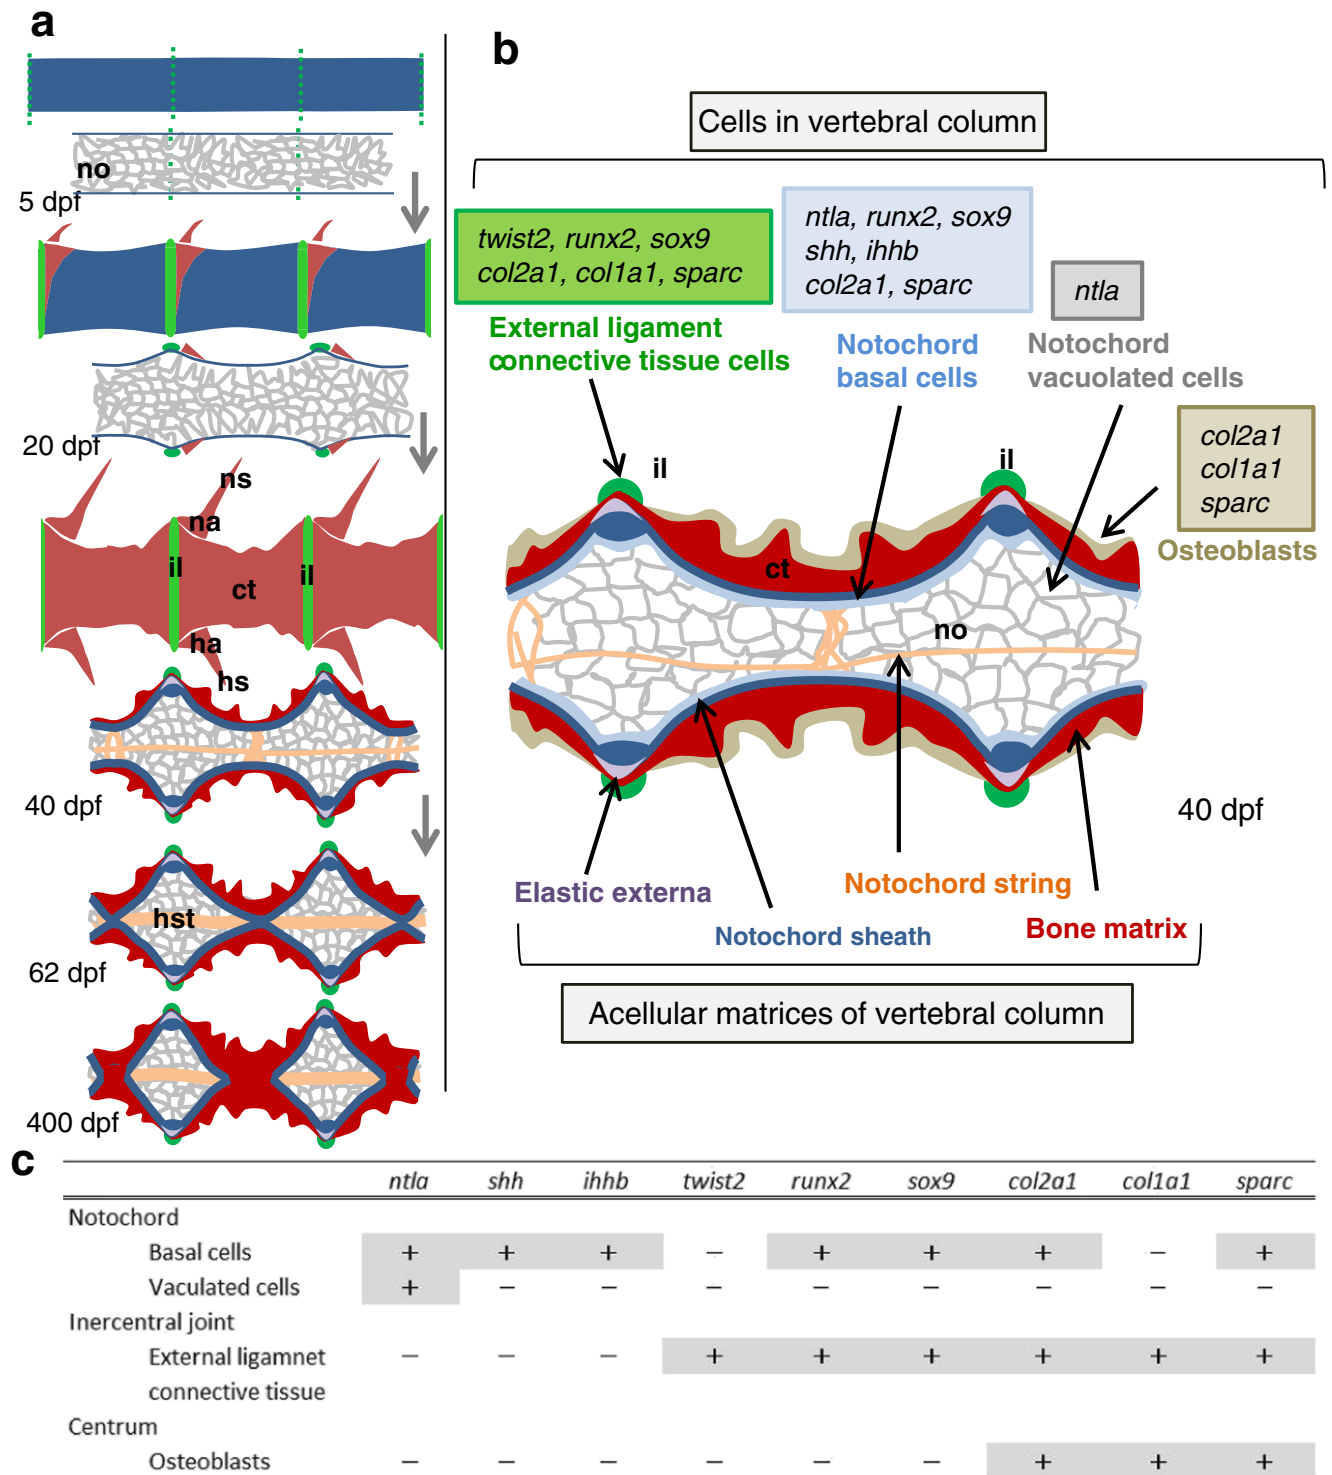 a
no
5 dpf
20 dpf
ns
na
il
il
ct
ha
hs
40 dpf
hst
62 dpf
400 dpf
b
Cells in vertebral column
twist2, runx2, sox9
col2a1, col1a1, sparc
External ligament
connective tissue cells
ntla, runx2, sox9
shh, ihhb
col2a1, sparc
Notochord
basal cells
ntla
Notochord
vacuolated cells
col2a1
col1a1
sparc
Osteoblasts
il
il
ct
no
40 dpf
Elastic externa
Notochord sheath
Notochord string
Bone matrix
Acellular matrices of vertebral column
c
ntla shh ihhb twist2 runx2 sox9 col2a1 col1a1 sparc
Notochord
Basal cells + + + − + + + − +
Vaculated cells + − − − − − − − −
Inercentral joint
External ligamnet − − − + + + + + +
connective tissue
Centrum
Osteoblasts − − − − − − + + +